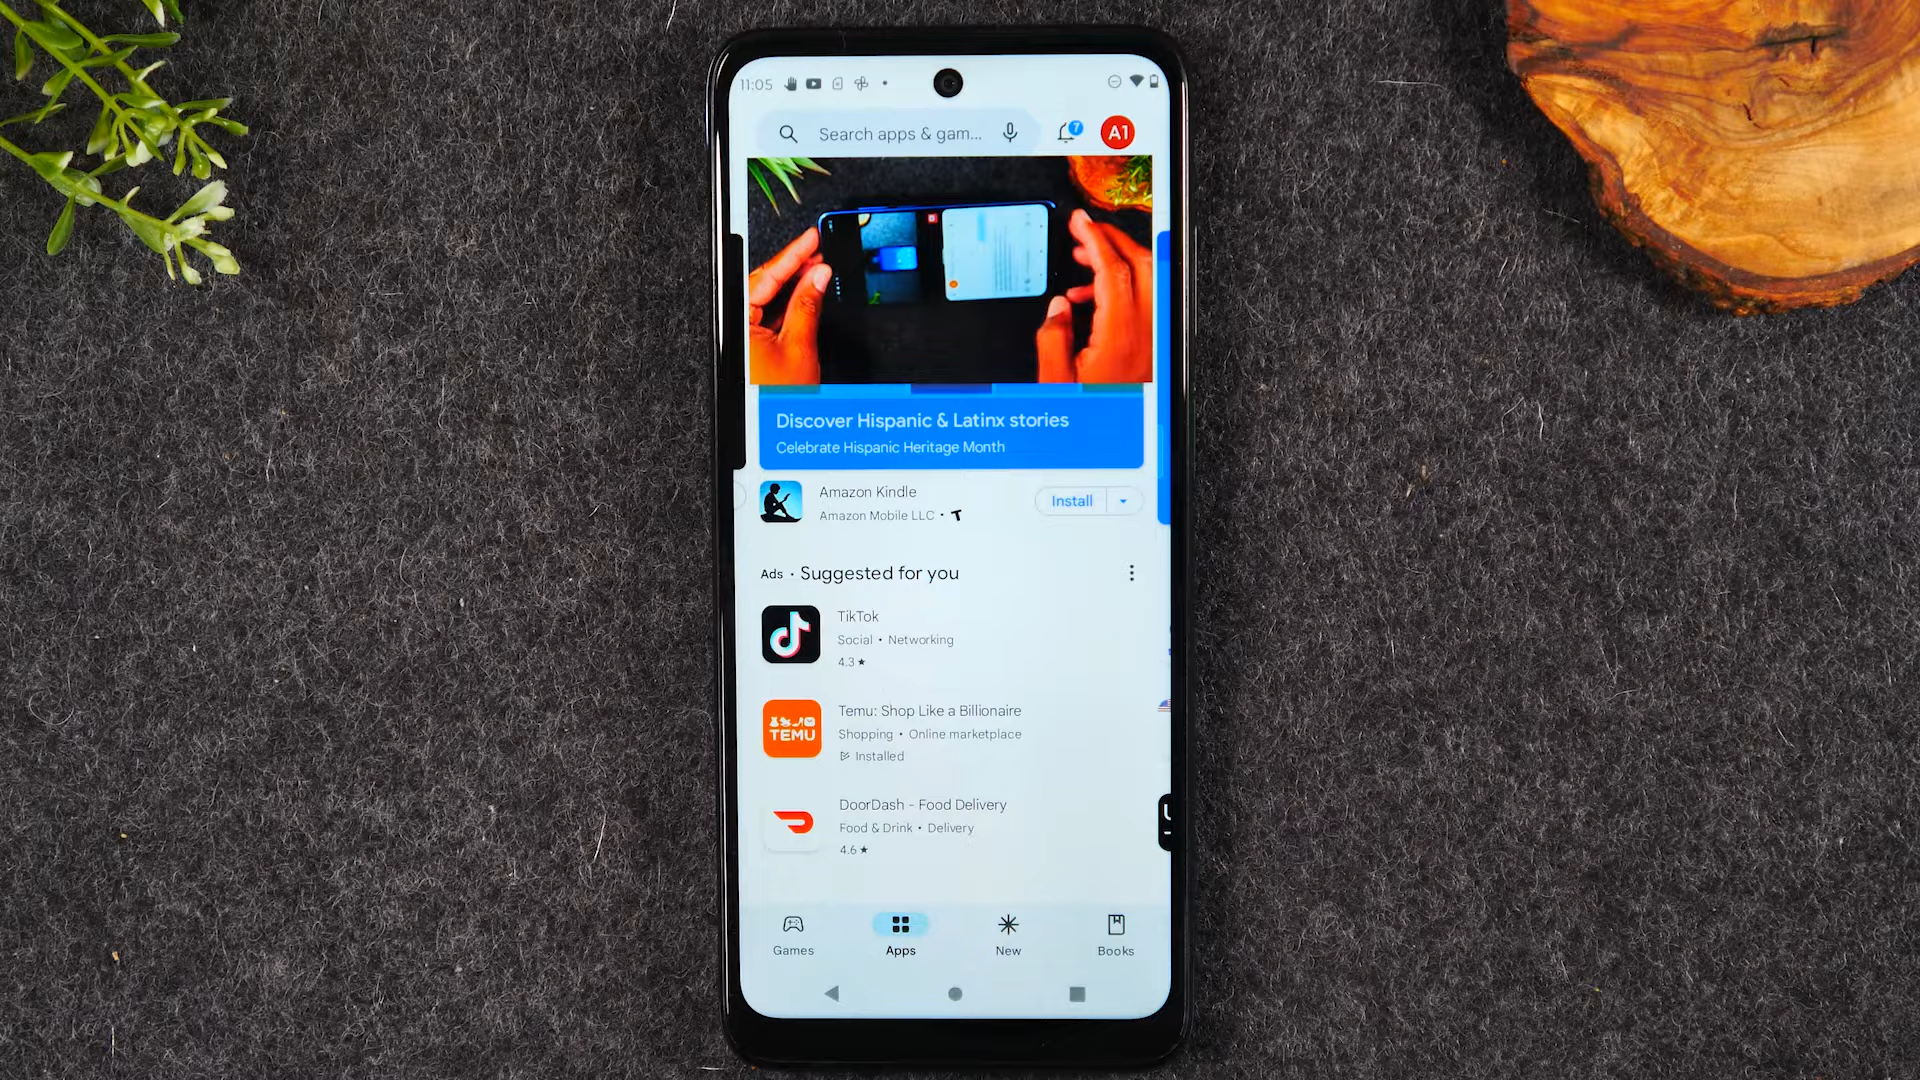 11:05
Search apps & gam...
7
A1
Discover Hispanic & Latinx stories
Celebrate Hispanic Heritage Month
Amazon Kindle
Amazon Mobile LLC •
Install
Ads • Suggested for you
TikTok
Social • Networking
4.3★
TEMU
Temu: Shop Like a Billionaire
Shopping • Online marketplace
Installed
DoorDash - Food Delivery
Food & Drink • Delivery
4.6★
Games
Apps
New
Books